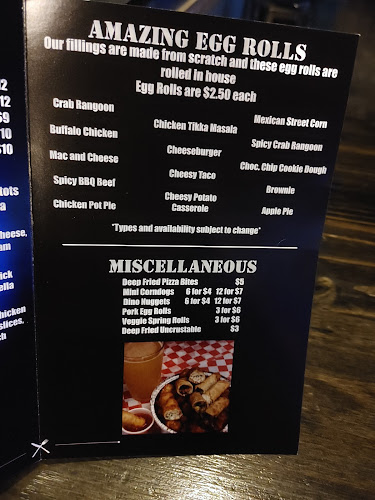 AMAZING EGG ROLLS
Our fillings are made from scratch and these egg rolls are
rolled in house
Egg Rolls are $2.50 each
Crab Rangoon
Buffalo Chicken
Mac and Cheese
Spicy BBQ Beef
Chicken Pot Pie
Chicken Tikka Masala
Cheeseburger
Cheesy Taco
Cheesy Potato
Casserole
Mexican Street Corn
Spicy Crab Rangoon
Choc. Chip Cookie Dough
Brownie
Apple Pie
*Types and availability subject to change*
MISCELLANEOUS
Deep Fried Pizza Bites $5
Mini Corndogs 6 for $4 12 for $7
Dino Nuggets 6 for $4 12 for $7
Pork Egg Rolls 3 for $6
Veggie Spring Rolls 3 for $6
Deep Fried Uncrustable $3
12
$9
10
$10